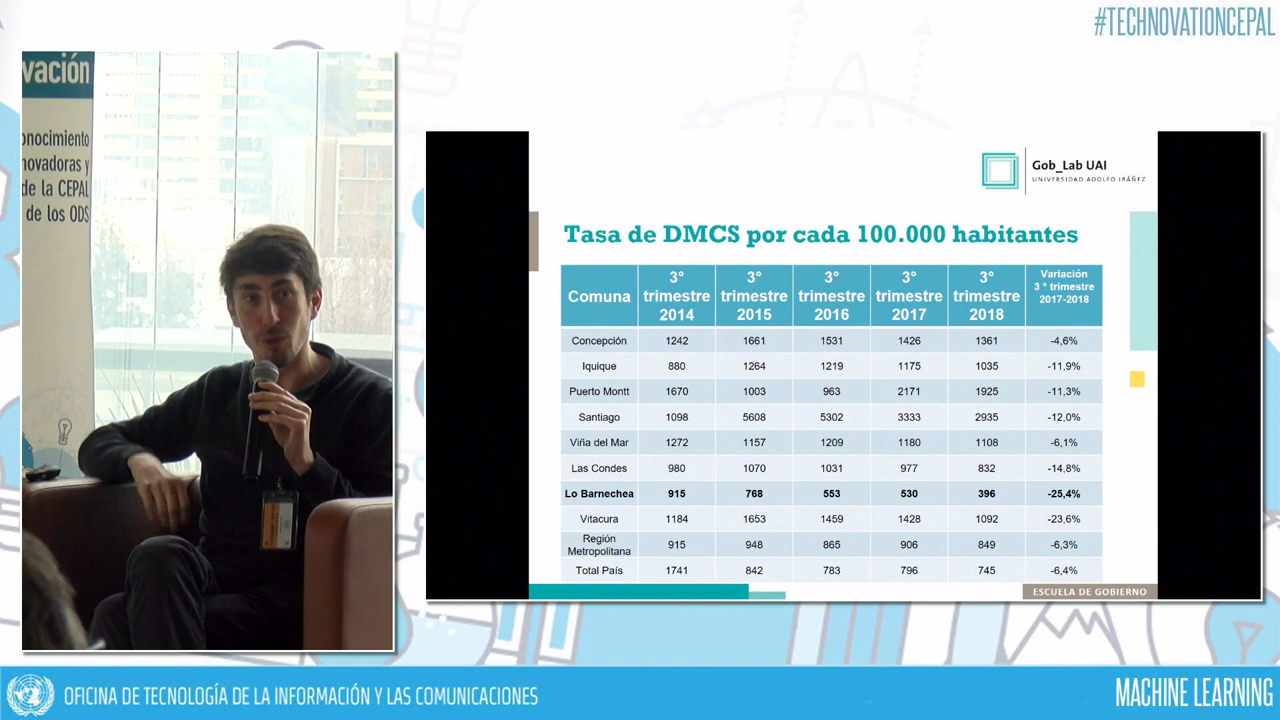 #TECHNOVATIONCEPAL
vación
onocimiento
novadoras y
de la CEPAL
de los ODS
Gob_Lab UAI
UNIVERSIDAD ADOLFO IBÁÑEZ
Tasa de DMCS por cada 100.000 habitantes
Comuna 3° trimestre 2014 3° trimestre 2015 3° trimestre 2016 3° trimestre 2017 3° trimestre 2018 Variación 3 ° trimestre 2017-2018
Concepción 1242 1661 1531 1426 1361 -4,6%
Iquique 880 1264 1219 1175 1035 -11,9%
Puerto Montt 1670 1003 963 2171 1925 -11,3%
Santiago 1098 5608 5302 3333 2935 -12,0%
Viña del Mar 1272 1157 1209 1180 1108 -6,1%
Las Condes 980 1070 1031 977 832 -14,8%
Lo Barnechea 915 768 553 530 396 -25,4%
Vitacura 1184 1653 1459 1428 1092 -23,6%
Región Metropolitana 915 948 865 906 849 -6,3%
Total País 1741 842 783 796 745 -6,4%
ESCUELA DE GOBIERNO
OFICINA DE TECNOLOGÍA DE LA INFORMACIÓN Y LAS COMUNICACIONES
MACHINE LEARNING